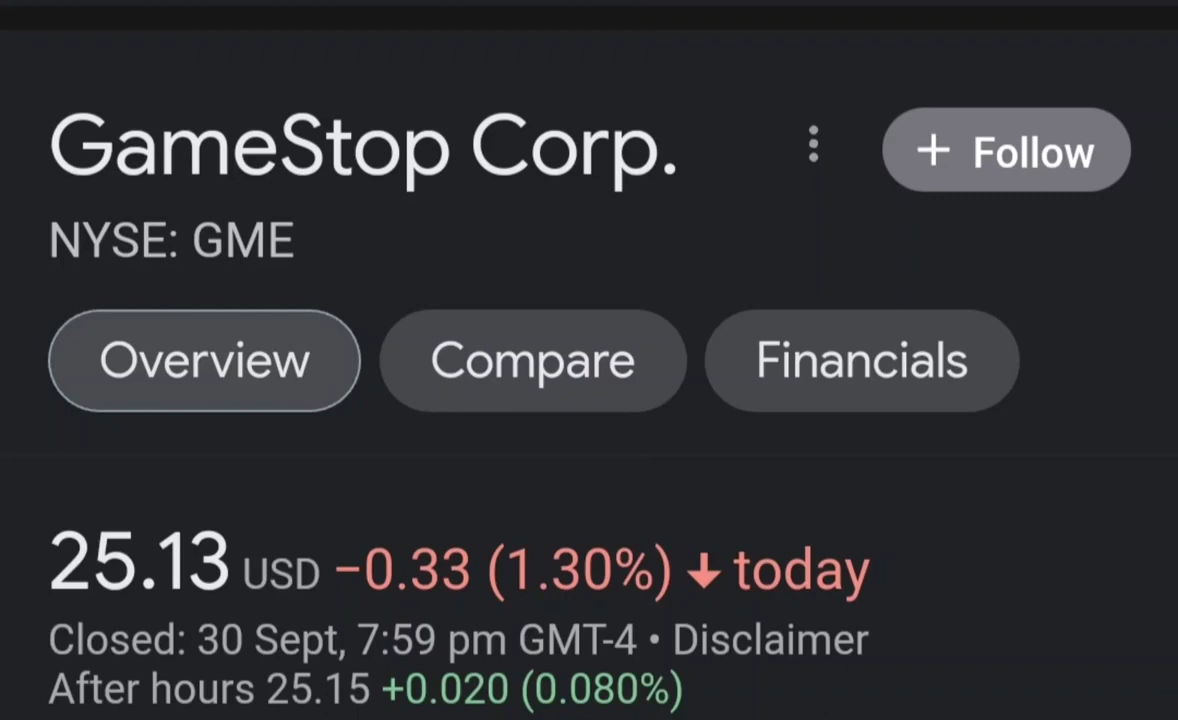 GameStop Corp.
+ Follow
NYSE: GME
Overview Compare Financials
25.13 USD −0.33 (1.30%) ↓ today
Closed: 30 Sept, 7:59 pm GMT-4 • Disclaimer
After hours 25.15 +0.020 (0.080%)